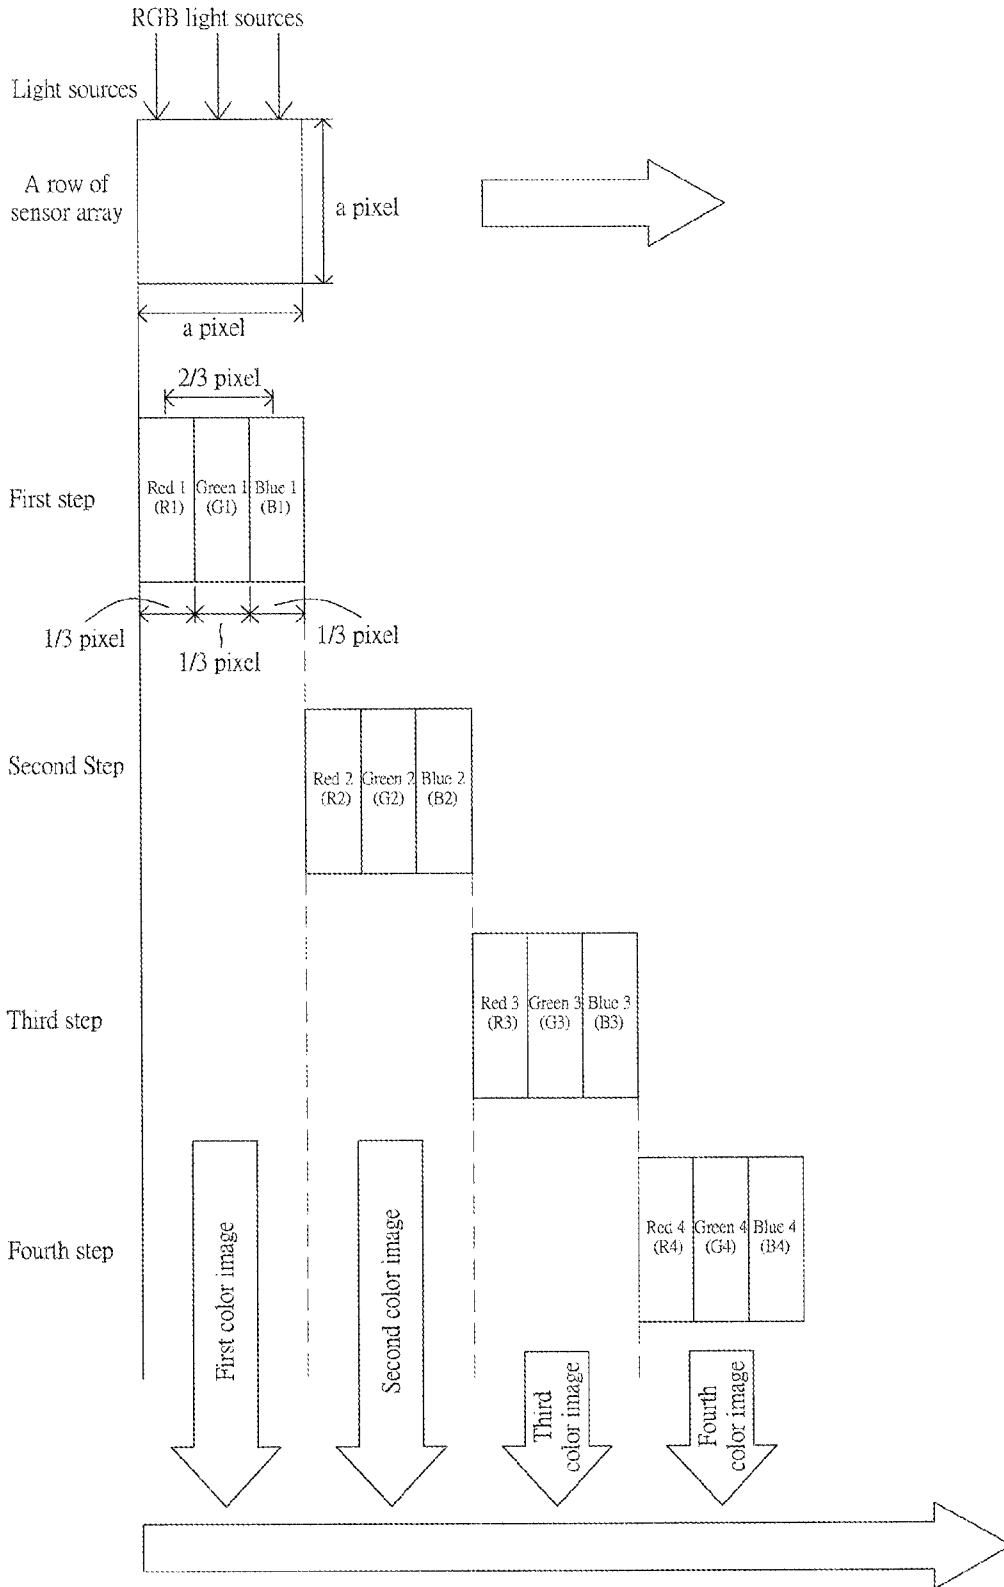 RGB light sources
Light sources
A row of
sensor array
a pixel
a pixel
2/3 pixel
First step
Red 1
(R1)
Green 1
(G1)
Blue 1
(B1)
1/3 pixel
1/3 pixel
1/3 pixel
Second Step
Red 2
(R2)
Green 2
(G2)
Blue 2
(B2)
Third step
Red 3
(R3)
Green 3
(G3)
Blue 3
(B3)
Fourth step
Red 4
(R4)
Green 4
(G4)
Blue 4
(B4)
First color image
Second color image
Third
color image
Fourth
color image